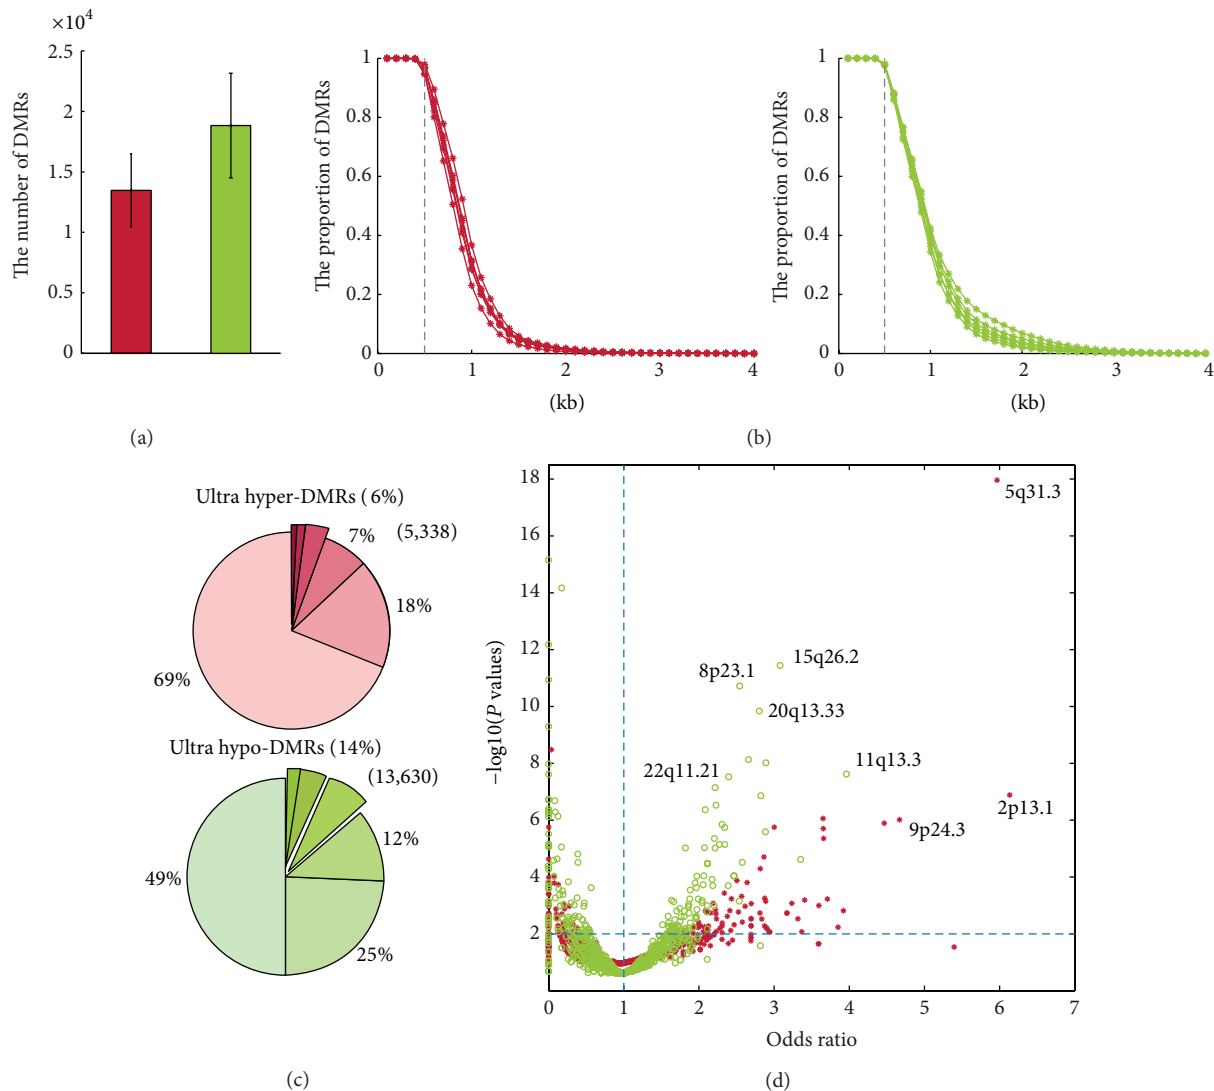 ×10⁴
2.5
2
1.5
1
0.5
0
The number of DMRs
(a)
1
0.8
0.6
0.4
0.2
0
The proportion of DMRs
0
1
2
3
4
(kb)
1
0.8
0.6
0.4
0.2
0
The proportion of DMRs
0
1
2
3
4
(kb)
(b)
Ultra hyper-DMRs (6%)
(5,338)
7%
18%
69%
Ultra hypo-DMRs (14%)
(13,630)
12%
49%
25%
(c)
18
16
14
12
10
8
6
4
2
−log10(P values)
5q31.3
15q26.2
8p23.1
20q13.33
22q11.21
11q13.3
2p13.1
9p24.3
0
1
2
3
4
5
6
7
Odds ratio
(d)